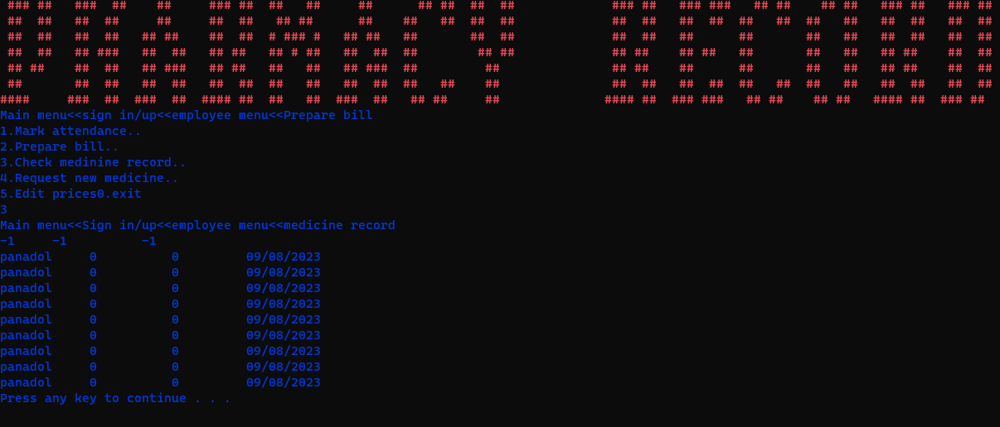 PHARMACY RECORD
Main menu<<sign in/up<<employee menu<<Prepare bill
1.Mark attendance..
2.Prepare bill..
3.Check medinine record..
4.Request new medicine..
5.Edit prices0.exit
3
Main menu<<Sign in/up<<employee menu<<medicine record
-1 -1 -1
panadol 0 0 09/08/2023
panadol 0 0 09/08/2023
panadol 0 0 09/08/2023
panadol 0 0 09/08/2023
panadol 0 0 09/08/2023
panadol 0 0 09/08/2023
panadol 0 0 09/08/2023
panadol 0 0 09/08/2023
panadol 0 0 09/08/2023
Press any key to continue . . .